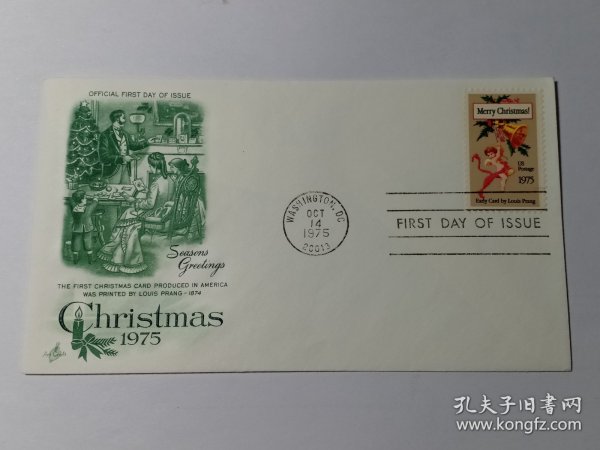 OFFICIAL FIRST DAY OF ISSUE
Seasons
Greetings
THE FIRST CHRISTMAS CARD PRODUCED IN AMERICA
WAS PRINTED BY LOUIS PRANG - 1874
Christmas
1975
WASHINGTON, DC
OCT
14
1975
20013
Merry Christmas!
US
Postage
1975
Early Card by Louis Prang
FIRST DAY OF ISSUE
孔夫子旧書网
www.kongfz.com